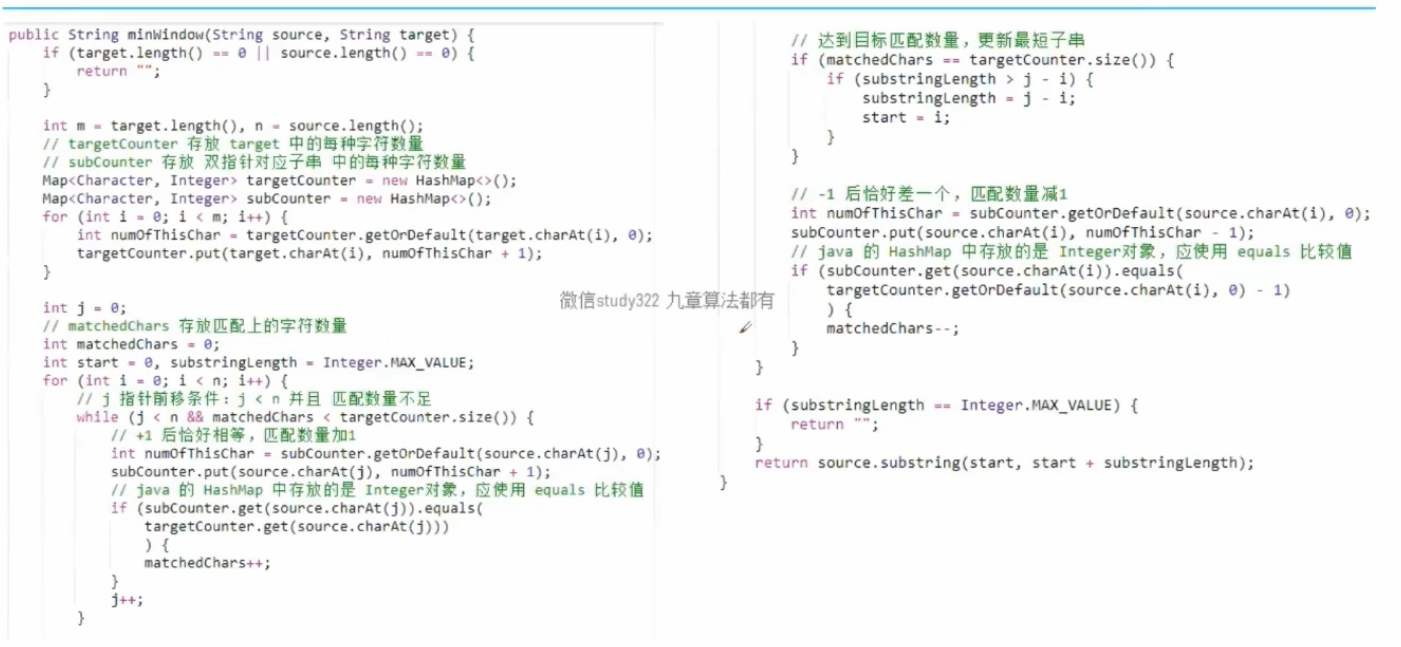 public String minWindow(String source, String target) {
    if (target.length() == 0 || source.length() == 0) {
        return "";
    }

    int m = target.length(), n = source.length();
    // targetCounter 存放 target 中的每种字符数量
    // subCounter 存放 双指针对应子串 中的每种字符数量
    Map<Character, Integer> targetCounter = new HashMap<>();
    Map<Character, Integer> subCounter = new HashMap<>();
    for (int i = 0; i < m; i++) {
        int numOfThisChar = targetCounter.getOrDefault(target.charAt(i), 0);
        targetCounter.put(target.charAt(i), numOfThisChar + 1);
    }

    int j = 0;
    // matchedChars 存放匹配上的字符数量
    int matchedChars = 0;
    int start = 0, substringLength = Integer.MAX_VALUE;
    for (int i = 0; i < n; i++) {
        // j 指针前移条件：j < n 并且 匹配数量不足
        while (j < n && matchedChars < targetCounter.size()) {
            // +1 后恰好相等，匹配数量加1
            int numOfThisChar = subCounter.getOrDefault(source.charAt(j), 0);
            subCounter.put(source.charAt(j), numOfThisChar + 1);
            // java 的 HashMap 中存放的是 Integer对象，应使用 equals 比较值
            if (subCounter.get(source.charAt(j)).equals(
                targetCounter.get(source.charAt(j)))
                ) {
                matchedChars++;
            }
            j++;
        }
        // 达到目标匹配数量，更新最短子串
        if (matchedChars == targetCounter.size()) {
            if (substringLength > j - i) {
                substringLength = j - i;
                start = i;
            }
        }

        // -1 后恰好差一个，匹配数量减1
        int numOfThisChar = subCounter.getOrDefault(source.charAt(i), 0);
        subCounter.put(source.charAt(i), numOfThisChar - 1);
        // java 的 HashMap 中存放的是 Integer对象，应使用 equals 比较值
        if (subCounter.get(source.charAt(i)).equals(
            targetCounter.getOrDefault(source.charAt(i), 0) - 1)
            ) {
            matchedChars--;
        }
    }

    if (substringLength == Integer.MAX_VALUE) {
        return "";
    }
    return source.substring(start, start + substringLength);
}
微信study322 九章算法都有